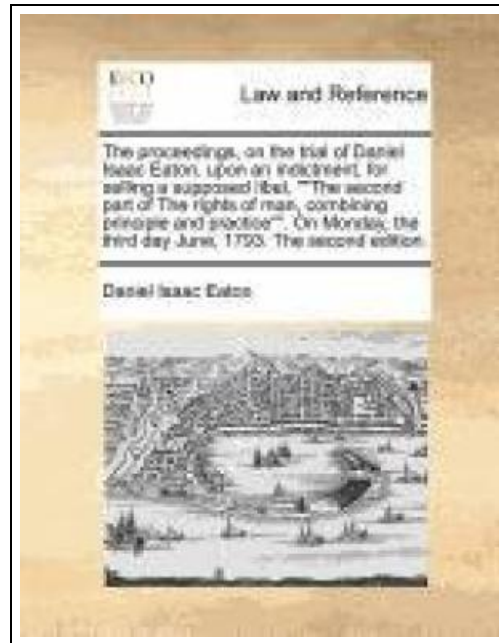 ECCO
Law and Reference
The proceedings, on the trial of Daniel
Isaac Eaton, upon an indictment, for
selling a supposed libel, ""The second
part of The rights of man, combining
principle and practice"". On Monday, the
third day June, 1793. The second edition.
Daniel Isaac Eaton